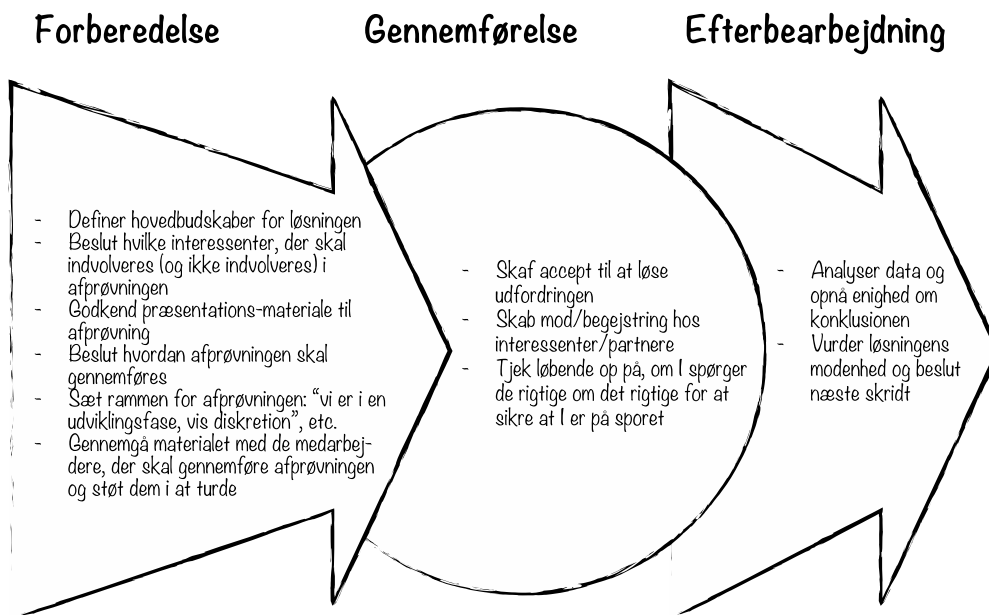 Forberedelse
- Definer hovedbudskaber for løsningen
- Beslut hvilke interessenter, der skal
indvolveres (og ikke indvolveres) i
afprøvningen
- Godkend præsentations-materiale til
afprøvning
- Beslut hvordan afprøvningen skal
gennemføres
- Sæt rammen for afprøvningen: “vi er i en
udviklingsfase, vis diskretion”, etc.
- Gennemgå materialet med de medarbej-
dere, der skal gennemføre afprøvningen
og støt dem i at turde
Gennemførelse
- Skaf accept til at løse
udfordringen
- Skab mod/begejstring hos
interessenter/partnere
- Tjek løbende op på, om I spørger
de rigtige om det rigtige for at
sikre at I er på sporet
Efterbearbejdning
- Analyser data og
opnå enighed om
konklusionen
- Vurder løsningens
modenhed og beslut
næste skridt